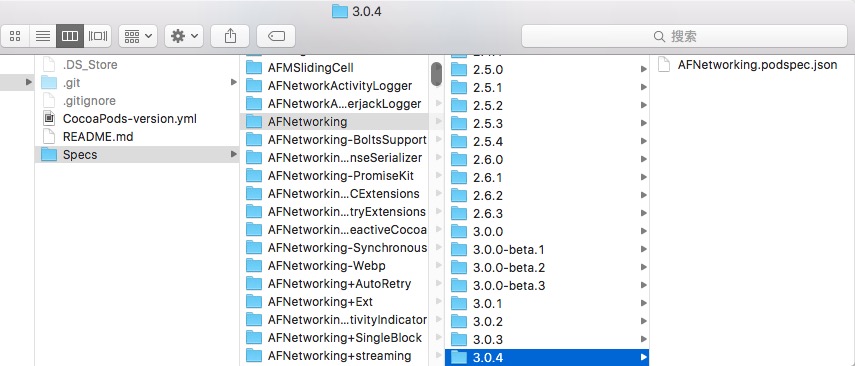 3.0.4
搜索
.DS_Store
.git
.gitignore
CocoaPods-version.yml
README.md
Specs
AFMSlidingCell
AFNetworkActivityLogger
AFNetworkA...erjackLogger
AFNetworking
AFNetworking-BoltsSupport
AFNetworkin...nseSerializer
AFNetworking-PromiseKit
AFNetworkin...CExtensions
AFNetworkin...tryExtensions
AFNetworkin...eactiveCocoa
AFNetworking-Synchronous
AFNetworking-Webp
AFNetworking+AutoRetry
AFNetworking+Ext
AFNetworkin...tivityIndicator
AFNetworking+SingleBlock
AFNetworking+streaming
2.5.0
2.5.1
2.5.2
2.5.3
2.5.4
2.6.0
2.6.1
2.6.2
2.6.3
3.0.0
3.0.0-beta.1
3.0.0-beta.2
3.0.0-beta.3
3.0.1
3.0.2
3.0.3
3.0.4
AFNetworking.podspec.json